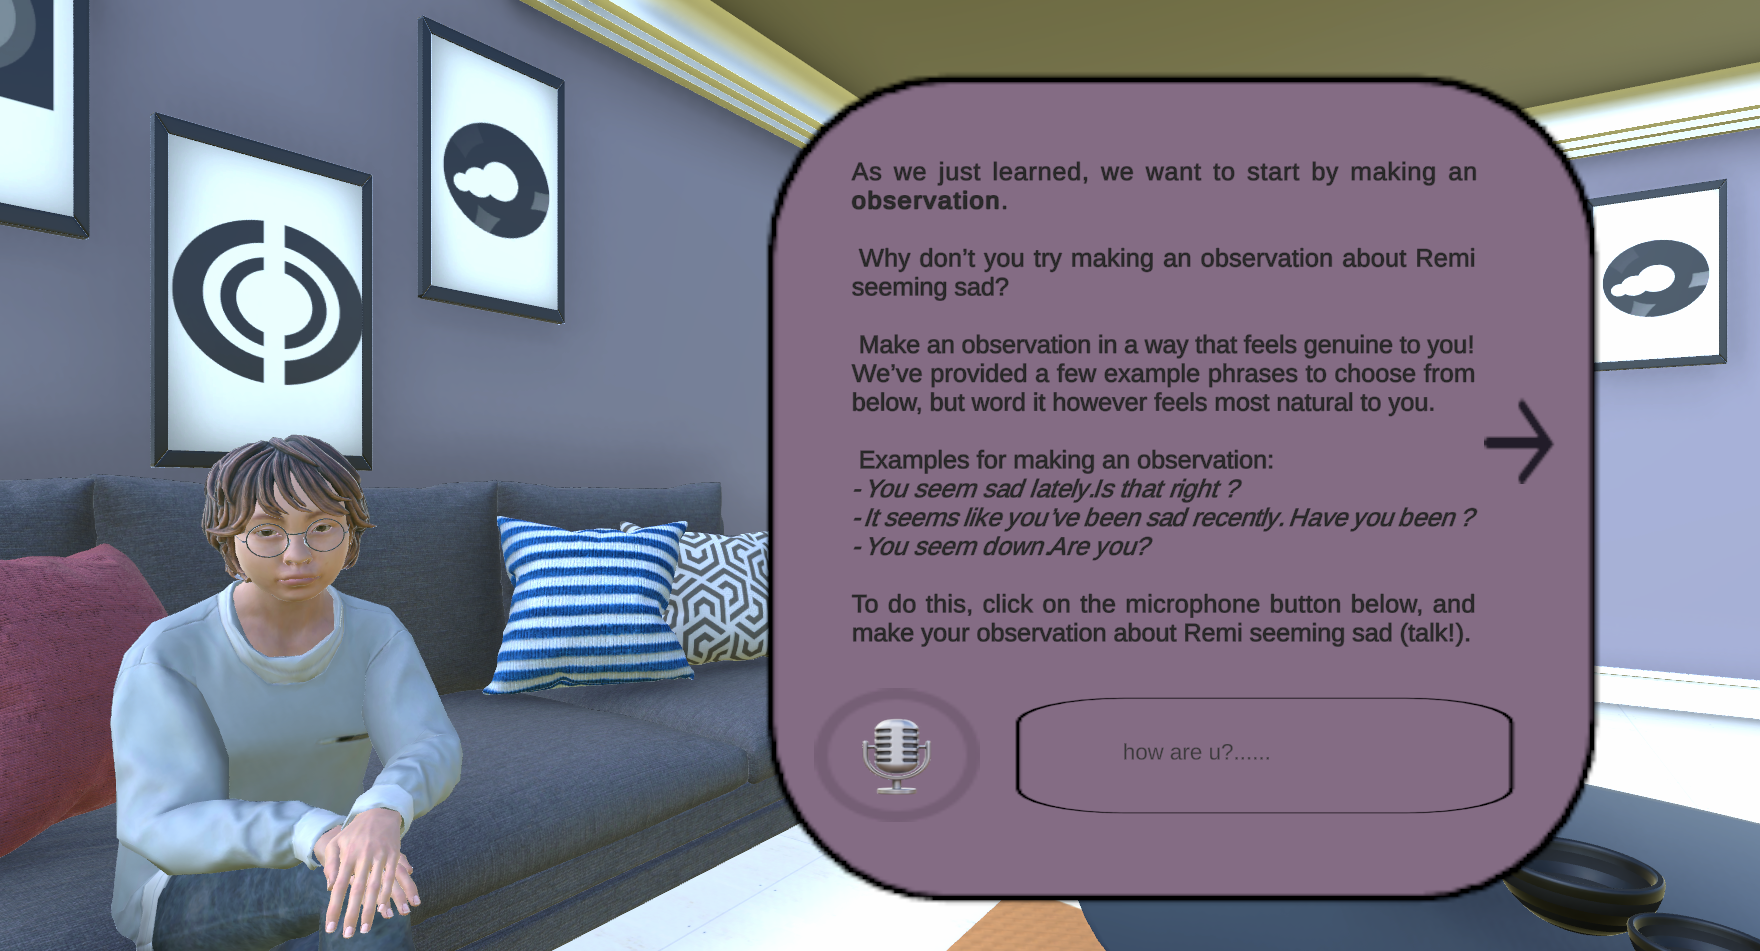 As we just learned, we want to start by making an
observation.
Why don't you try making an observation about Remi
seeming sad?
Make an observation in a way that feels genuine to you!
We've provided a few example phrases to choose from
below, but word it however feels most natural to you.
Examples for making an observation:
- You seem sad lately.Is that right ?
- It seems like you've been sad recently. Have you been ?
- You seem down.Are you?
To do this, click on the microphone button below, and
make your observation about Remi seeming sad (talk!).
how are u?......